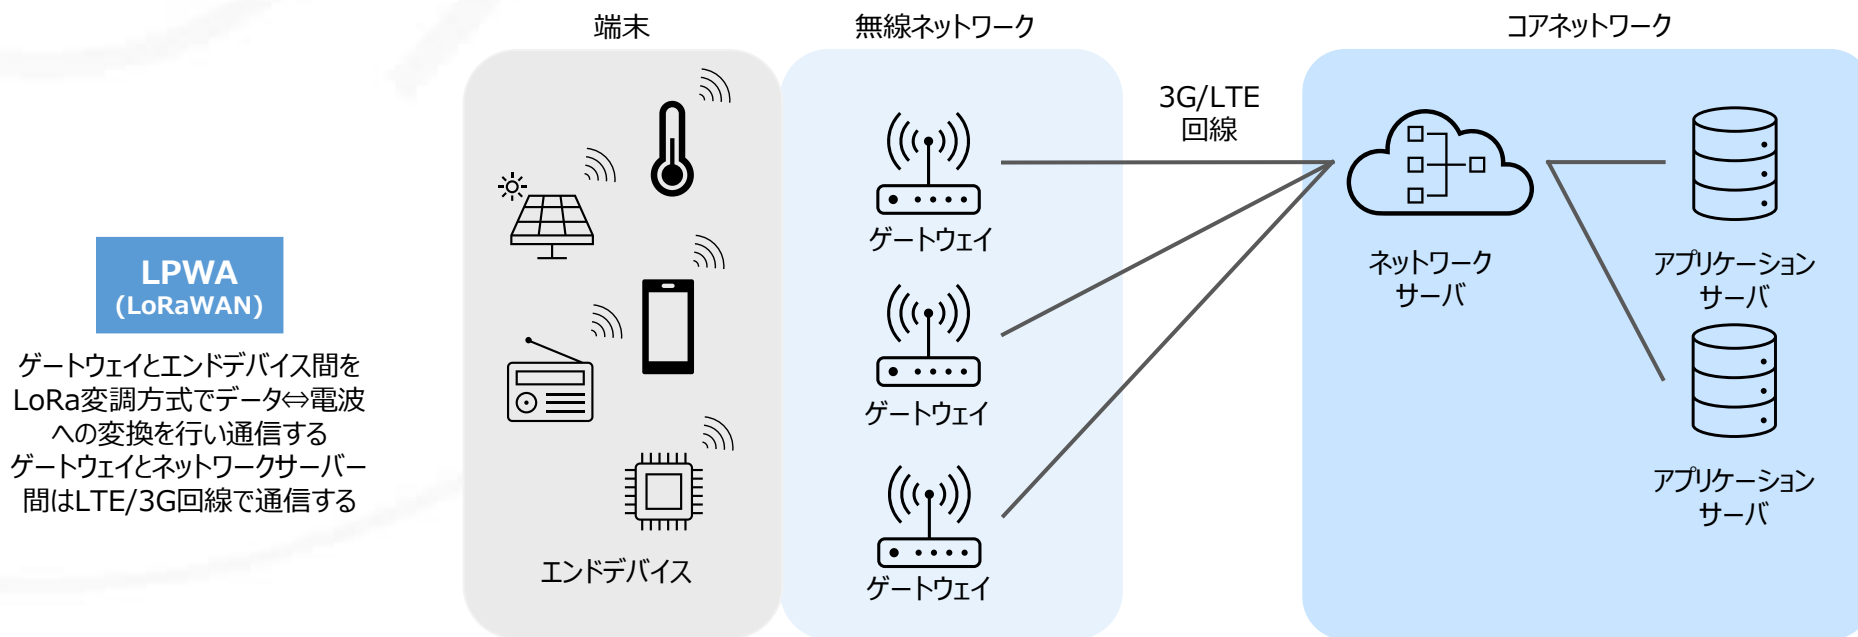 端末
無線ネットワーク
コアネットワーク
3G/LTE
回線
LPWA
(LoRaWAN)
ゲートウェイとエンドデバイス間を
LoRa変調方式でデータ⇔電波
への変換を行い通信する
ゲートウェイとネットワークサーバー
間はLTE/3G回線で通信する
エンドデバイス
ゲートウェイ
ゲートウェイ
ゲートウェイ
ネットワーク
サーバ
アプリケーション
サーバ
アプリケーション
サーバ